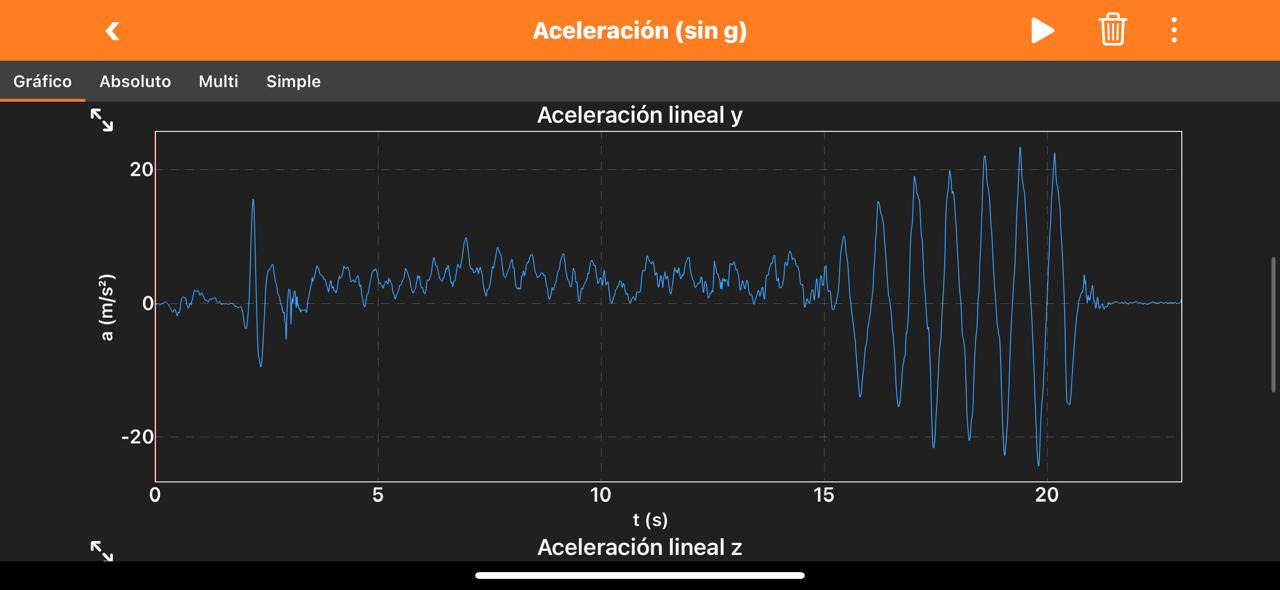 Aceleración (sin g)
Gráfico Absoluto Multi Simple
Aceleración lineal y
20
0
-20
a (m/s²)
0 5 10 15 20
t (s)
Aceleración lineal z